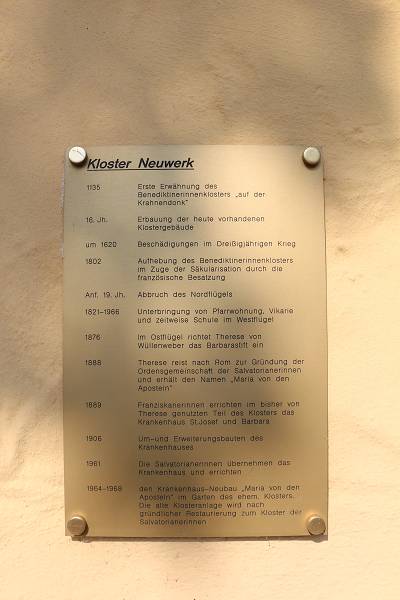 Kloster Neuwerk
1135 Erste Erwähnung des
Benediktinerinnenklosters „auf der
Krahnendonk"
16. Jh. Erbauung der heute vorhandenen
Klostergebäude
um 1620 Beschädigungen im Dreißigjährigen Krieg
1802 Aufhebung des Benediktinerinnenklosters
im Zuge der Säkularisation durch die
französische Besatzung
Anf. 19. Jh. Abbruch des Nordflügels
1821-1966 Unterbringung von Pfarrwohnung, Vikarie
und zeitweise Schule im Westflügel
1876 Im Ostflügel richtet Therese von
Wüllenweber das Barbarastift ein
1888 Therese reist nach Rom zur Gründung der
Ordensgemeinschaft der Salvatorianerinnen
und erhält den Namen „Maria von den
Aposteln"
1889 Franziskanerinnen errichten im bisher von
Therese genutzten Teil des Klosters das
Krankenhaus St.Josef und Barbara
1906 Um-und Erweiterungsbauten des
Krankenhauses
1961 Die Salvatorianerinnen übernehmen das
Krankenhaus und errichten
1964-1968 den Krankenhaus-Neubau „Maria von den
Aposteln" im Garten des ehem. Klosters.
Die alte Klosteranlage wird nach
gründlicher Restaurierung zum Kloster der
Salvatorianerinnen